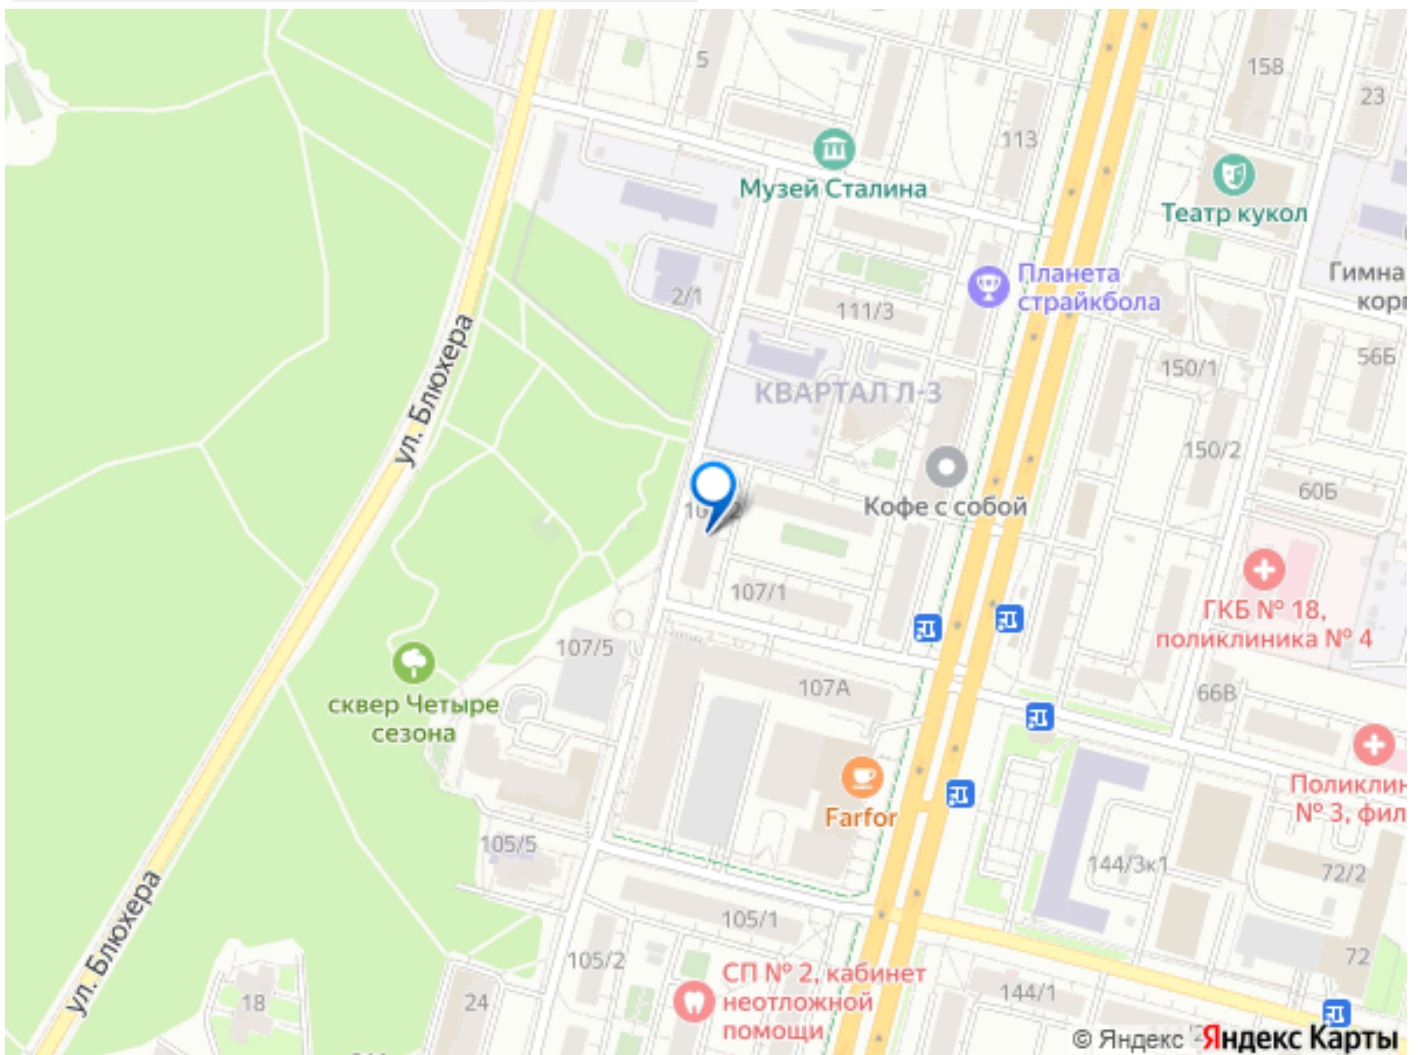 5
158
23
113
Музей Сталина
Театр кукол
Планета
страйкбола
Гимна
кор
2/1
111/3
ул. Блюхера
КВАРТАЛ Л-3
150/1
56Б
150/2
60Б
Кофе с собой
107/1
ГКБ № 18,
поликлиника № 4
107/5
107А
66В
сквер Четыре
сезона
Farfor
Поликлин
№ 3, фил
105/5
144/3к1
72/2
ул. Блюхера
105/1
105/2
СП № 2, кабинет
неотложной
помощи
18
24
144/1
72
© Яндекс Яндекс Карты